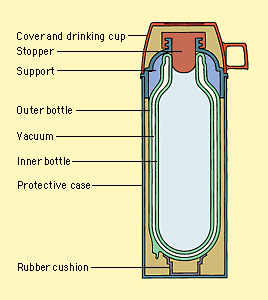 Cover and drinking cup
Stopper
Support
Outer bottle
Vacuum
Inner bottle
Protective case
Rubber cushion